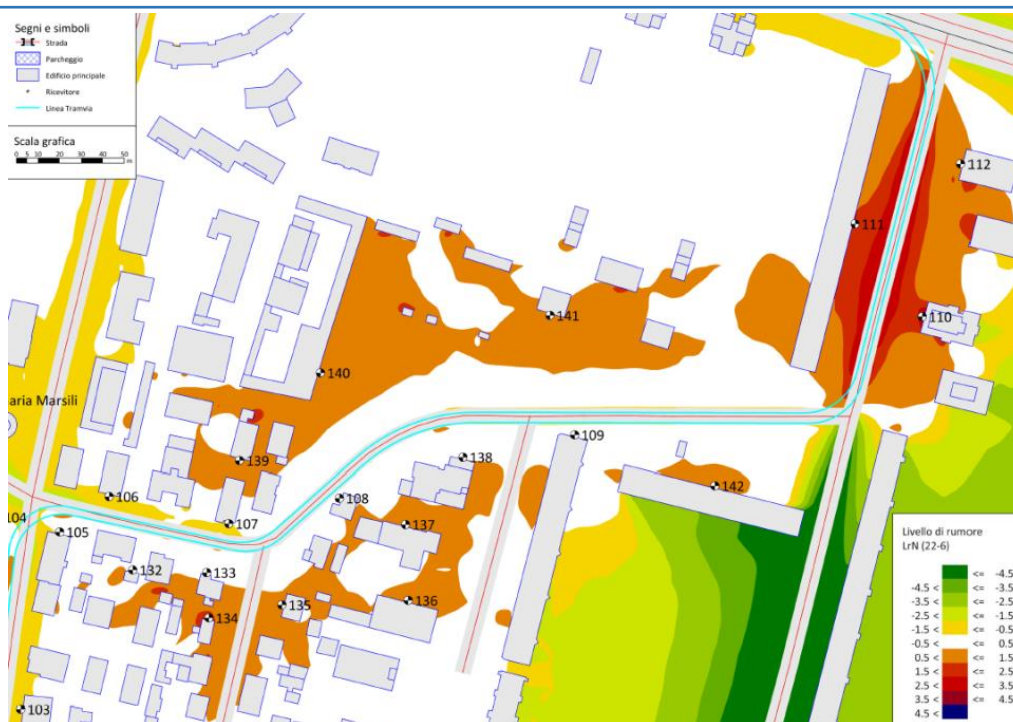 Segni e simboli
Strada
Parcheggio
Edificio principale
Ricevitore
Linea Tramvia
Scala grafica
0 5 10 20 30 40 50
m
112
111
110
141
140
aria Marsili
109
138
139
142
106
108
104
107
137
105
132
133
135
136
134
103
Livello di rumore
LrN (22-6)
<= -4.5
-4.5 < <= -3.5
-3.5 < <= -2.5
-2.5 < <= -1.5
-1.5 < <= -0.5
-0.5 < <= 0.5
0.5 < <= 1.5
1.5 < <= 2.5
2.5 < <= 3.5
3.5 < <= 4.5
4.5 <